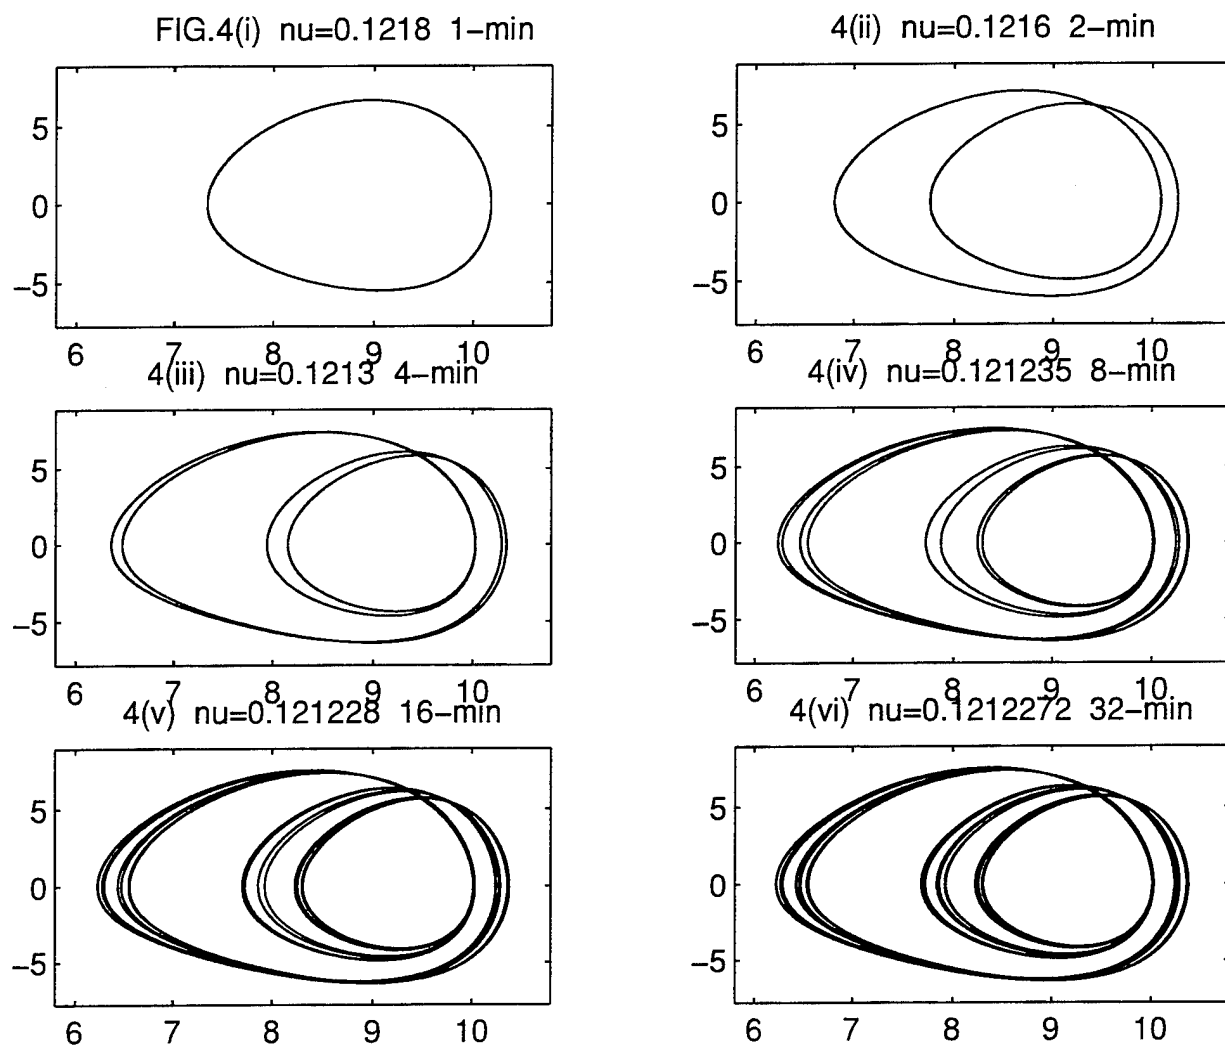 FIG.4(i) nu=0.1218 1-min
5
0
-5
6 7 8 9 10
4(ii) nu=0.1216 2-min
5
0
-5
6 7 8 9 10
4(iii) nu=0.1213 4-min
5
0
-5
6 7 8 9 10
4(iv) nu=0.121235 8-min
5
0
-5
6 7 8 9 10
4(v) nu=0.121228 16-min
5
0
-5
6 7 8 9 10
4(vi) nu=0.1212272 32-min
5
0
-5
6 7 8 9 10